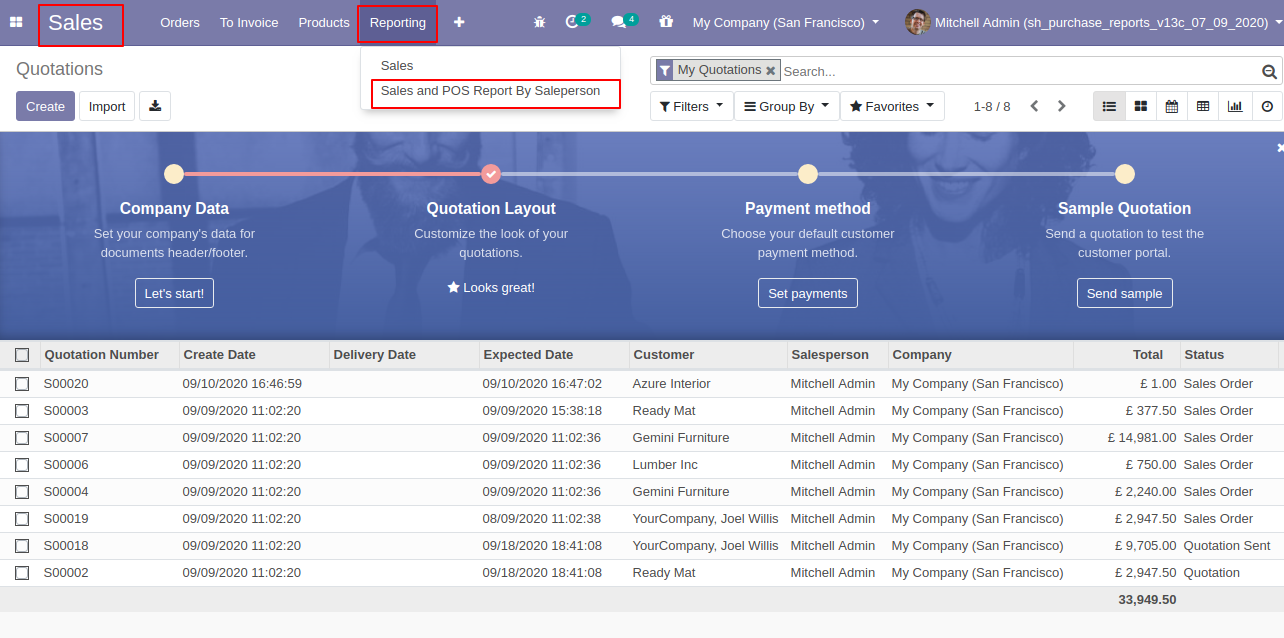 Sales Orders To Invoice Products Reporting 2 4 My Company (San Francisco) Mitchell Admin (sh_purchase_reports_v13c_07_09_2020)
Sales
Sales and POS Report By Saleperson
Quotations
My Quotations Search...
Create Import
Filters Group By Favorites 1-8 / 8
Company Data Quotation Layout Payment method Sample Quotation
Set your company's data for Customize the look of your Choose your default customer Send a quotation to test the
documents header/footer. quotations. payment method. customer portal.
Let's start! Looks great! Set payments Send sample
Quotation Number Create Date Delivery Date Expected Date Customer Salesperson Company Total Status
S00020 09/10/2020 16:46:59 09/10/2020 16:47:02 Azure Interior Mitchell Admin My Company (San Francisco) £ 1.00 Sales Order
S00003 09/09/2020 11:02:20 09/09/2020 15:38:18 Ready Mat Mitchell Admin My Company (San Francisco) £ 377.50 Sales Order
S00007 09/09/2020 11:02:20 09/09/2020 11:02:36 Gemini Furniture Mitchell Admin My Company (San Francisco) £ 14,981.00 Sales Order
S00006 09/09/2020 11:02:20 09/09/2020 11:02:36 Lumber Inc Mitchell Admin My Company (San Francisco) £ 750.00 Sales Order
S00004 09/09/2020 11:02:20 09/09/2020 11:02:36 Gemini Furniture Mitchell Admin My Company (San Francisco) £ 2,240.00 Sales Order
S00019 09/09/2020 11:02:20 08/09/2020 11:02:38 YourCompany, Joel Willis Mitchell Admin My Company (San Francisco) £ 2,947.50 Sales Order
S00018 09/09/2020 11:02:20 09/18/2020 18:41:08 YourCompany, Joel Willis Mitchell Admin My Company (San Francisco) £ 9,705.00 Quotation Sent
S00002 09/09/2020 11:02:20 09/18/2020 18:41:08 Ready Mat Mitchell Admin My Company (San Francisco) £ 2,947.50 Quotation
33,949.50